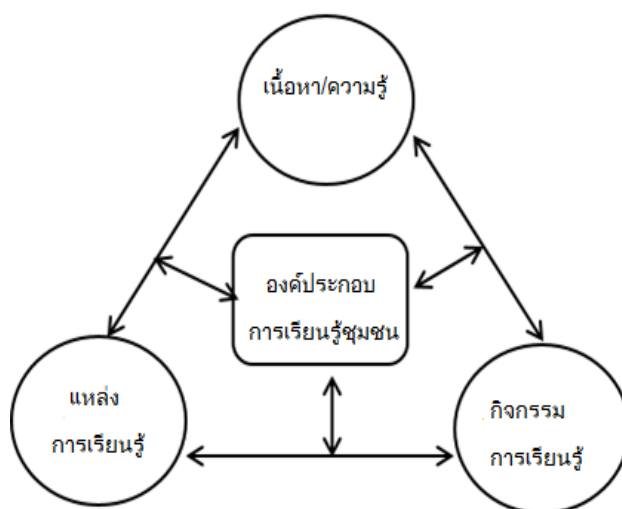 เนื้อหา/ความรู้
องค์ประกอบ
การเรียนรู้ชุมชน
แหล่ง
การเรียนรู้
กิจกรรม
การเรียนรู้